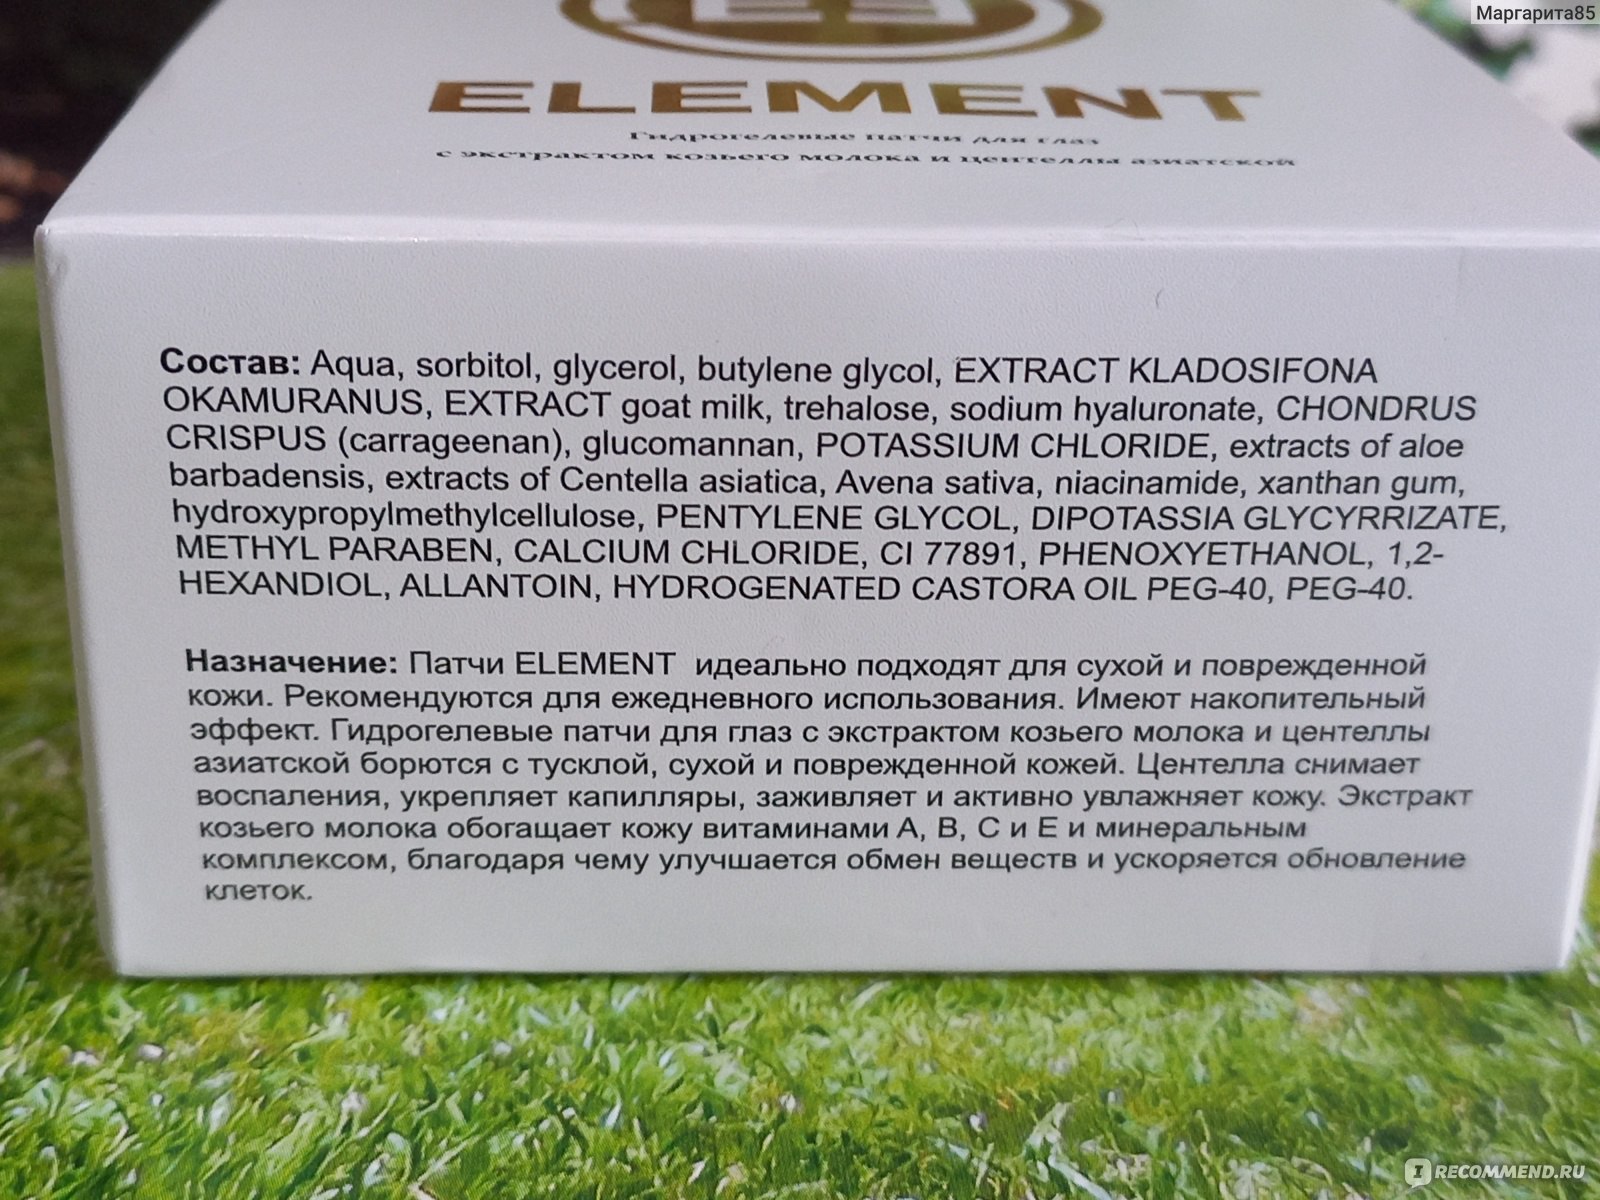 Маргарита85
ELEMENT
Гидрогелевые патчи для глаз
с экстрактом козьего молока и центеллы азиатской
Состав: Aqua, sorbitol, glycerol, butylene glycol, EXTRACT KLADOSIFONA
OKAMURANUS, EXTRACT goat milk, trehalose, sodium hyaluronate, CHONDRUS
CRISPUS (carrageenan), glucomannan, POTASSIUM CHLORIDE, extracts of aloe
barbadensis, extracts of Centella asiatica, Avena sativa, niacinamide, xanthan gum,
hydroxypropylmethylcellulose, PENTYLENE GLYCOL, DIPOTASSIA GLYCYRRIZATE,
METHYL PARABEN, CALCIUM CHLORIDE, CI 77891, PHENOXYETHANOL, 1,2-
HEXANDIOL, ALLANTOIN, HYDROGENATED CASTORA OIL PEG-40, PEG-40.
Назначение: Патчи ELEMENT идеально подходят для сухой и поврежденной
кожи. Рекомендуются для ежедневного использования. Имеют накопительный
эффект. Гидрогелевые патчи для глаз с экстрактом козьего молока и центеллы
азиатской борются с тусклой, сухой и поврежденной кожей. Центелла снимает
воспаления, укрепляет капилляры, заживляет и активно увлажняет кожу. Экстракт
козьего молока обогащает кожу витаминами А, В, С и Е и минеральным
комплексом, благодаря чему улучшается обмен веществ и ускоряется обновление
клеток.
IRECOMMEND.RU